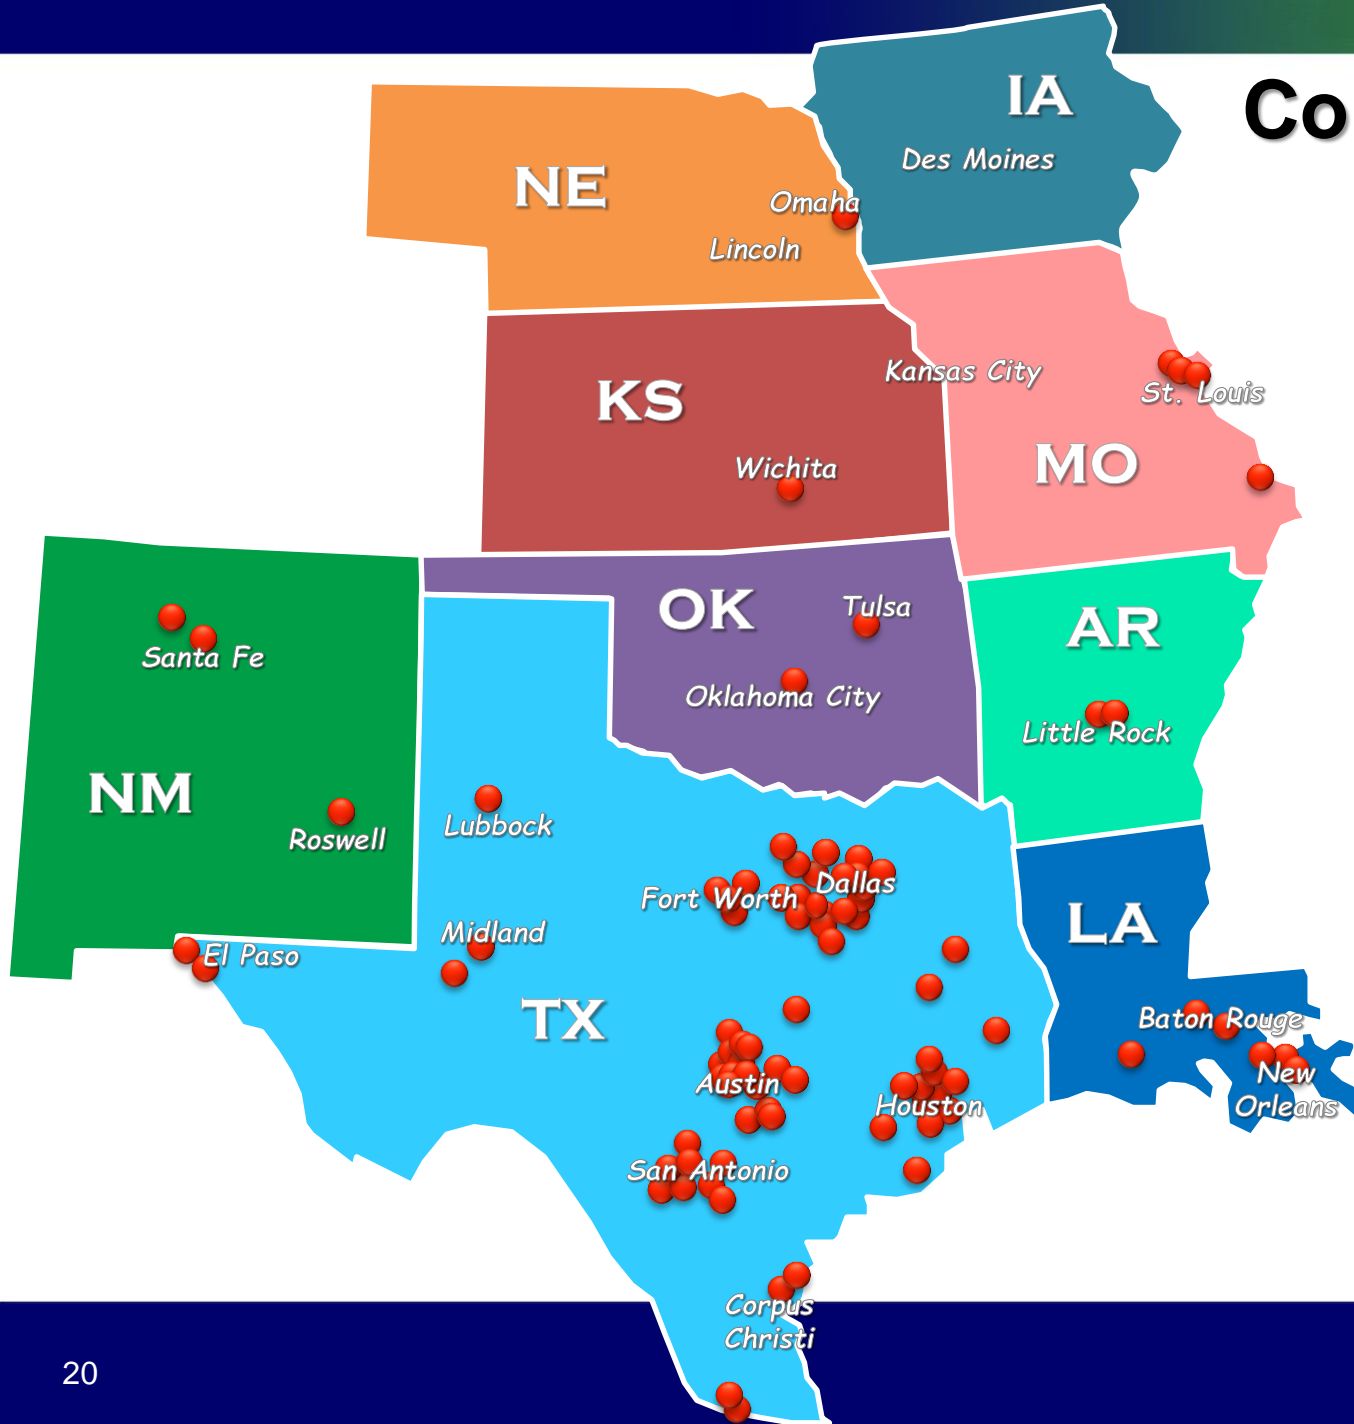 IA
Co
Des Moines
NE
Omaha
Lincoln
Kansas City
St. Louis
KS
MO
Wichita
OK
Tulsa
AR
Santa Fe
Oklahoma City
Little Rock
NM
Roswell
Lubbock
Fort Worth
Dallas
LA
Midland
El Paso
TX
Baton Rouge
Austin
Houston
New
Orleans
San Antonio
Corpus
Christi
20